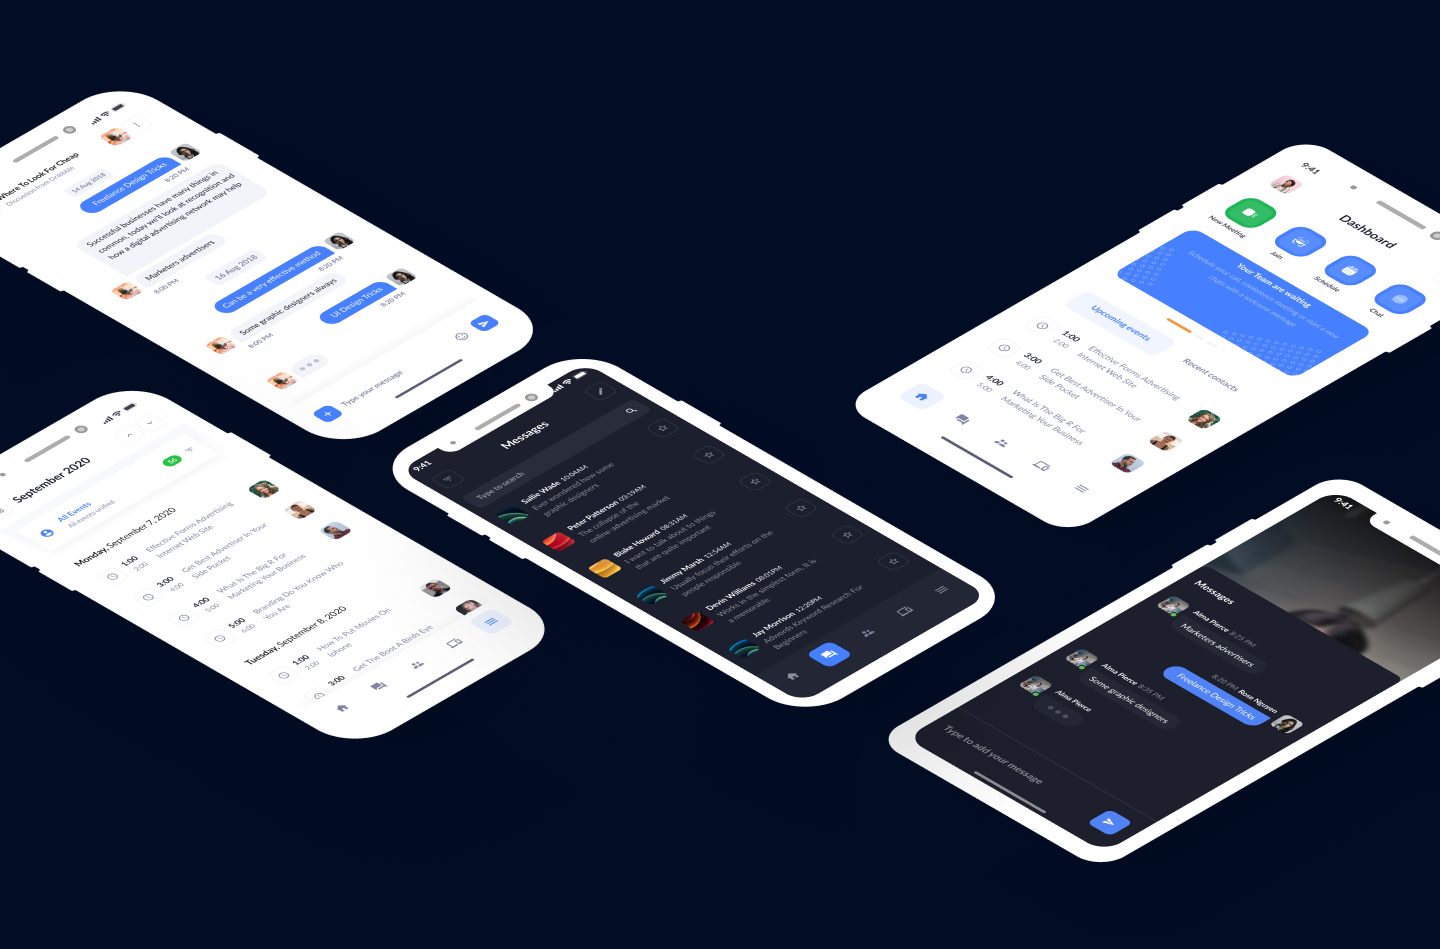 Where To Look For Cheap
Discussion from Dribbble
14 Aug 2018
Freelance Design Tricks
8:20 PM
Successful businesses have many things in
common, today we'll look at recognition and
how a digital advertising network may help
Marketers advertisers
8:00 PM
16 Aug 2018
Can be a very effective method
8:20 PM
Some graphic designers always
8:00 PM
UI Design Tricks
8:20 PM
Type your message
September 2020
All Events
All events unified
56
Monday, September 7, 2020
1:00
2:00
Effective Forms Advertising
Internet Web Site
3:00
4:00
Get Best Advertiser In Your
Side Pocket
4:00
5:00
What Is The Big R For
Marketing Your Business
5:00
6:00
Branding Do You Know Who
You Are
Tuesday, September 8, 2020
1:00
2:00
How To Put Movies On
Iphone
3:00
Get The Boot A Birds Eye
9:41
Messages
Type to search
Sallie Wade 10:04AM
Ever wondered how some
graphic designers
Peter Patterson 03:19AM
The collapse of the
online-advertising market
Blake Howard 08:31AM
I want to talk about to things
that are quite important
Jimmy Marsh 12:54AM
Usually focus their efforts on the
people responsible
Devin Williams 08:01PM
Works in the simplest form. It is
a memorable
Jay Morrison 12:20PM
Adwords Keyword Research For
Beginners
9:41
Dashboard
New Meeting
Join
Schedule
Chat
Your Team are waiting
Schedule your call, conference meeting or start a new
chats with a welcome message
Upcoming events
Recent contacts
1:00
2:00
Effective Forms Advertising
Internet Web Site
3:00
4:00
Get Best Advertiser In Your
Side Pocket
4:00
5:00
What Is The Big R For
Marketing Your Business
9:41
Messages
Alma Pierce 8:25 PM
Marketers advertisers
8:20 PM Rose Nguyen
Freelance Design Tricks
Alma Pierce 8:35 PM
Some graphic designers
Alma Pierce
Type to add your message